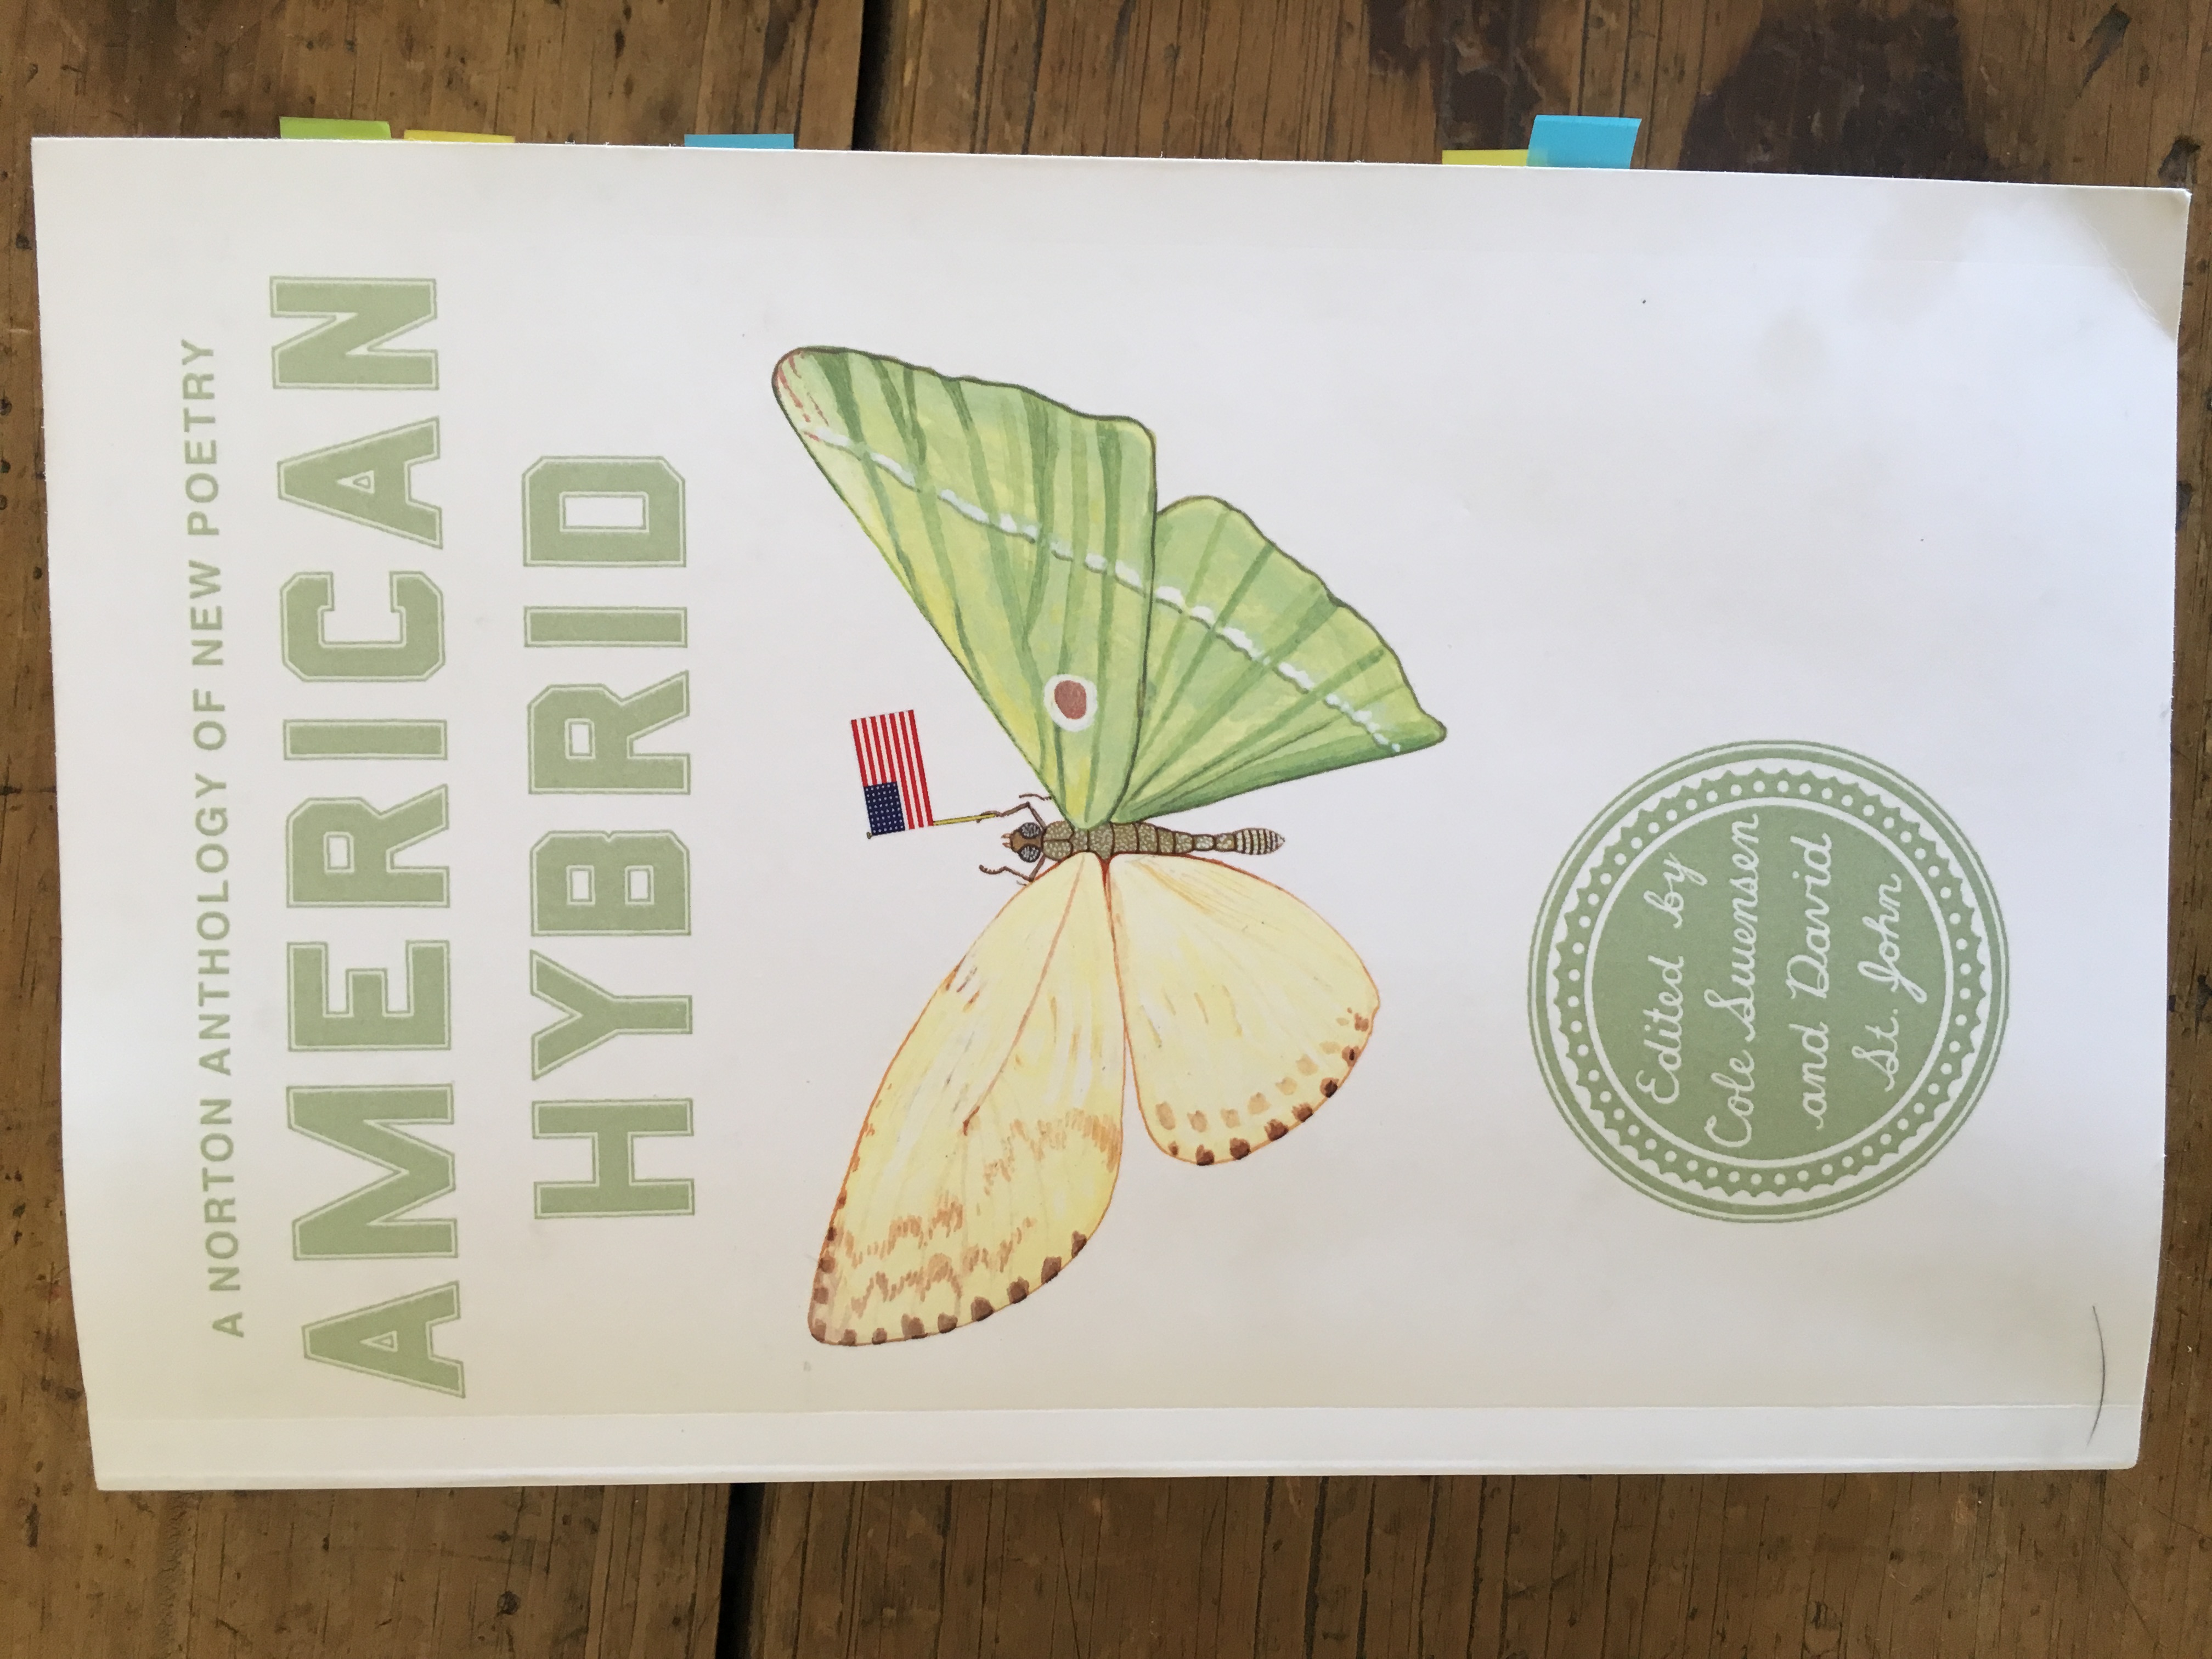 A NORTON ANTHOLOGY OF NEW POETRY
AMERICAN
HYBRID
Edited by
Cole Swensen
and David
St. John